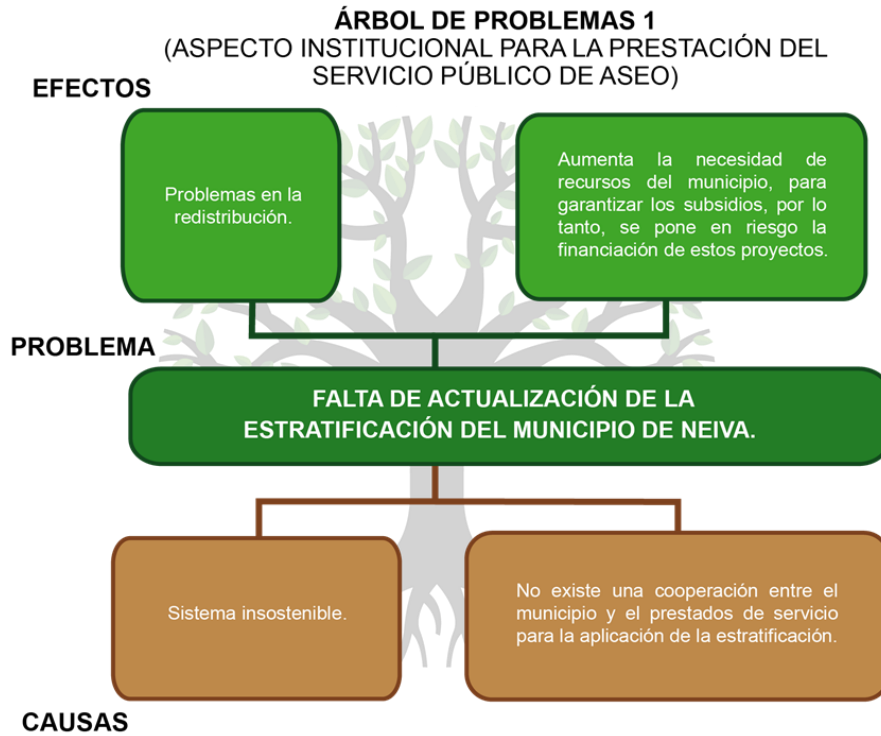 ÁRBOL DE PROBLEMAS 1
(ASPECTO INSTITUCIONAL PARA LA PRESTACIÓN DEL
SERVICIO PÚBLICO DE ASEO)
EFECTOS
Problemas en la
redistribución.
Aumenta la necesidad de
recursos del municipio, para
garantizar los subsidios, por lo
tanto, se pone en riesgo la
financiación de estos proyectos.
PROBLEMA
FALTA DE ACTUALIZACIÓN DE LA
ESTRATIFICACIÓN DEL MUNICIPIO DE NEIVA.
Sistema insostenible.
No existe una cooperación entre el
municipio y el prestados de servicio
para la aplicación de la estratificación.
CAUSAS